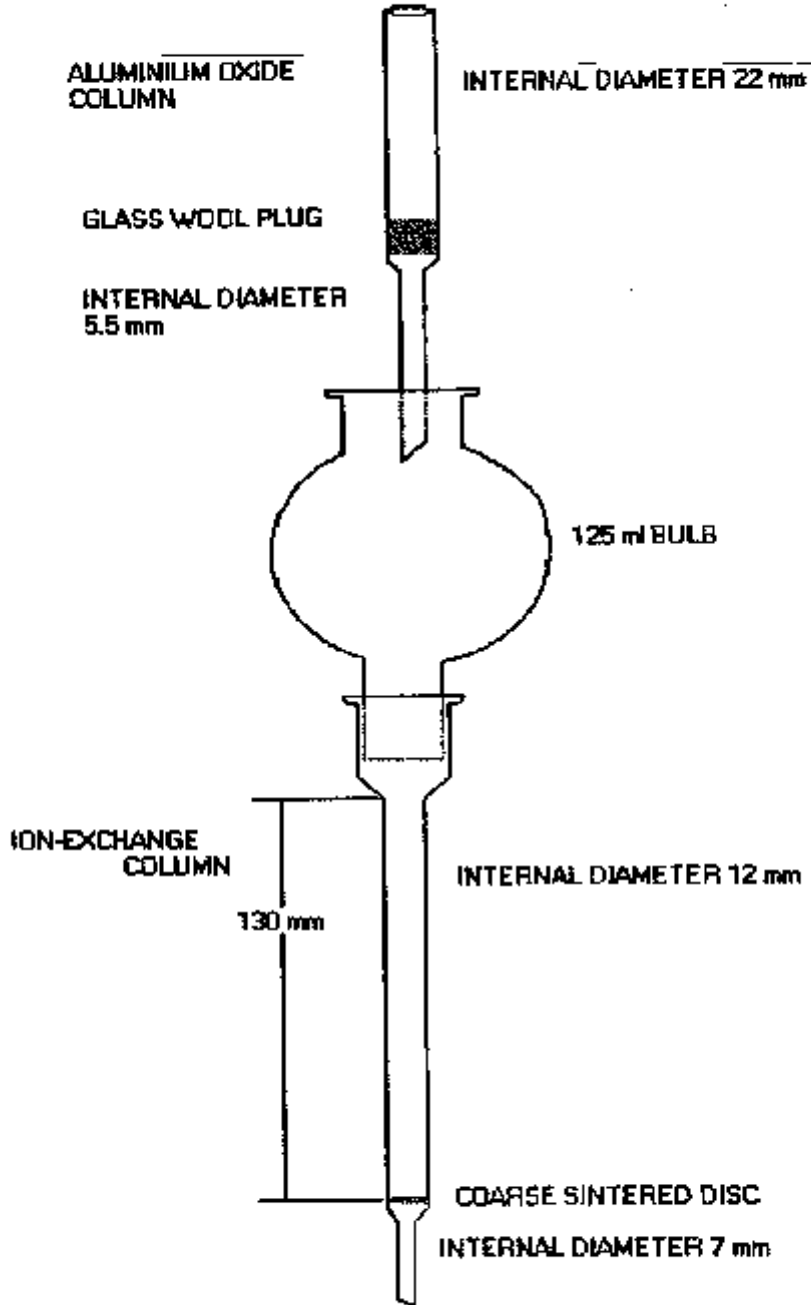 ALUMINIUM OXIDE
COLUMN
INTERNAL DIAMETER 22 mm
GLASS WOOL PLUG
INTERNAL DIAMETER
5.5 mm
125 ml BULB
ION-EXCHANGE
COLUMN
INTERNAL DIAMETER 12 mm
130 mm
COARSE SINTERED DISC
INTERNAL DIAMETER 7 mm